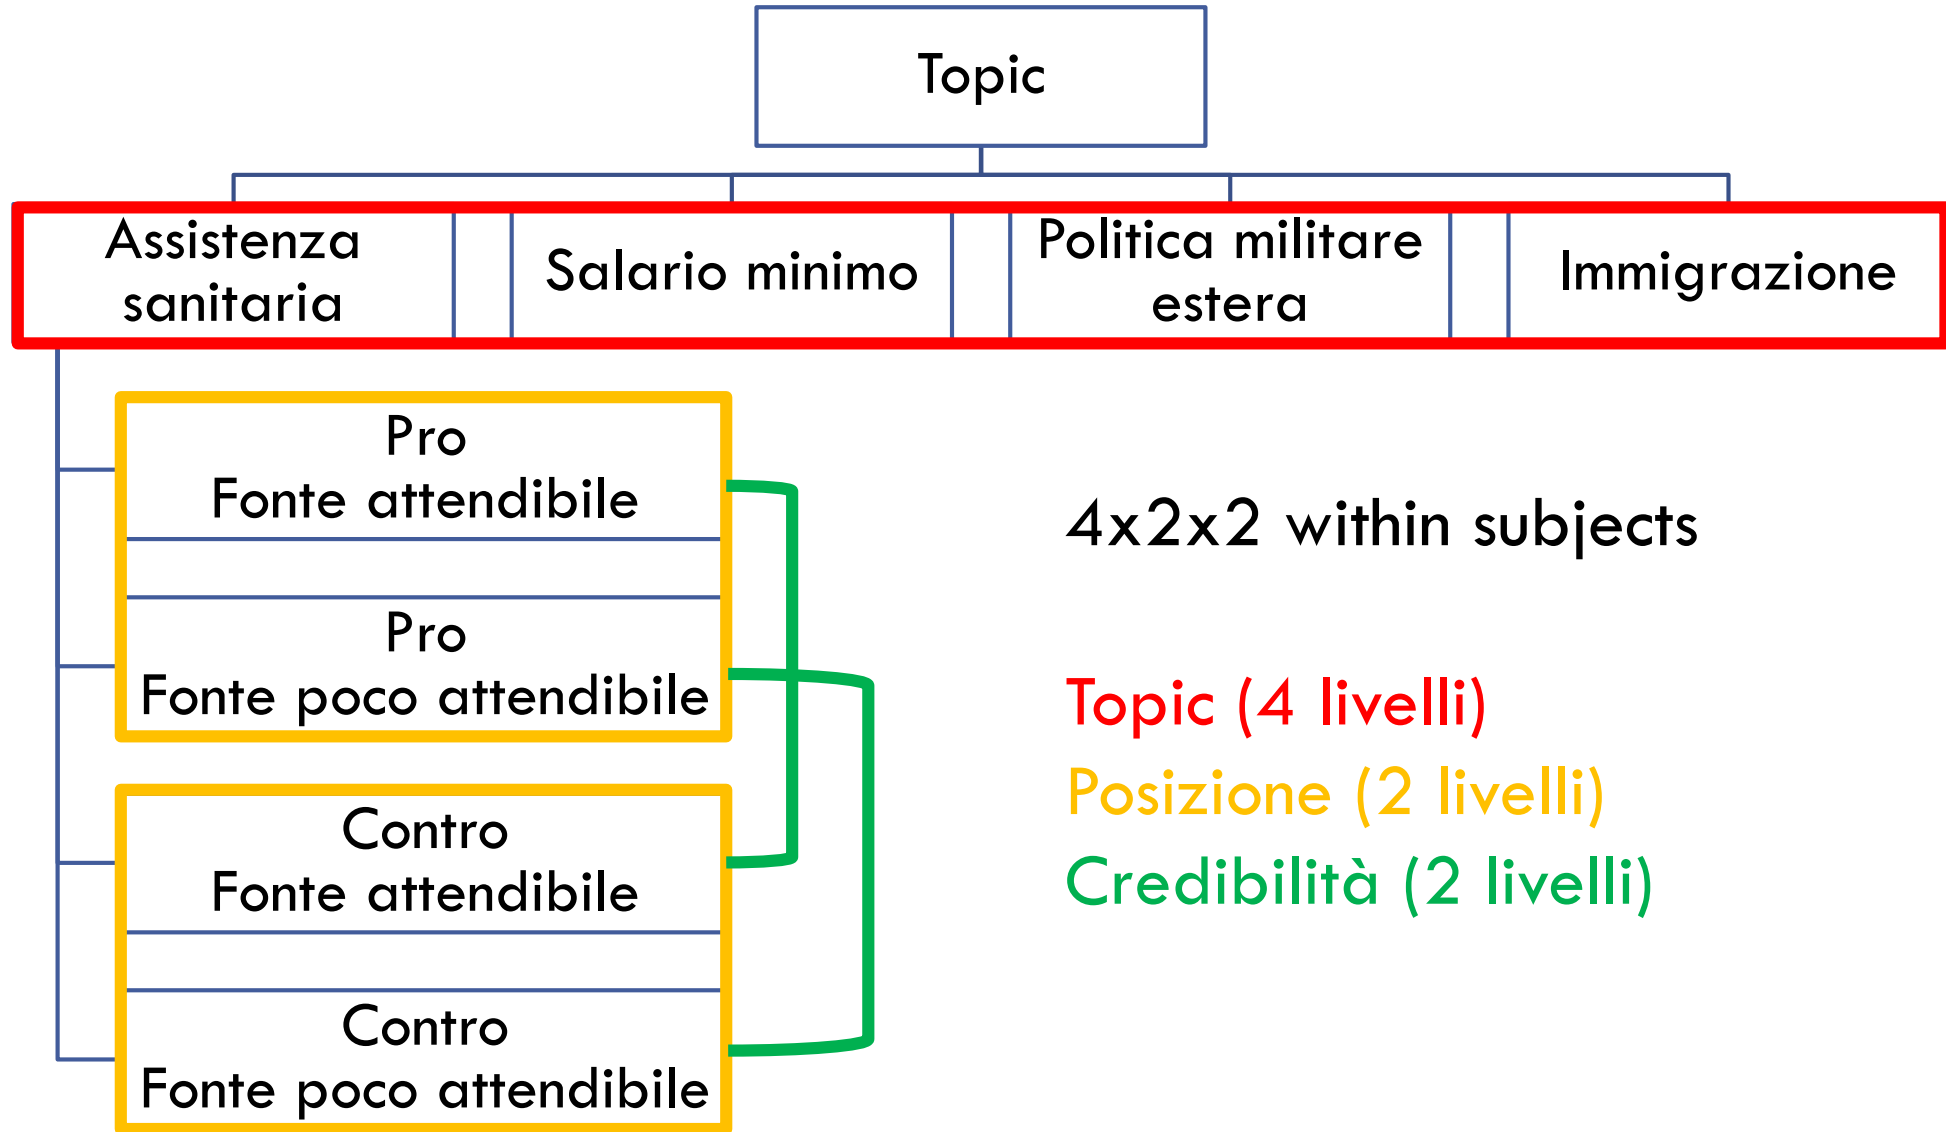 Topic
Assistenza
sanitaria
Salario minimo
Politica militare
estera
Immigrazione
Pro
Fonte attendibile
Pro
Fonte poco attendibile
Contro
Fonte attendibile
Contro
Fonte poco attendibile
4x2x2 within subjects
Topic (4 livelli)
Posizione (2 livelli)
Credibilità (2 livelli)